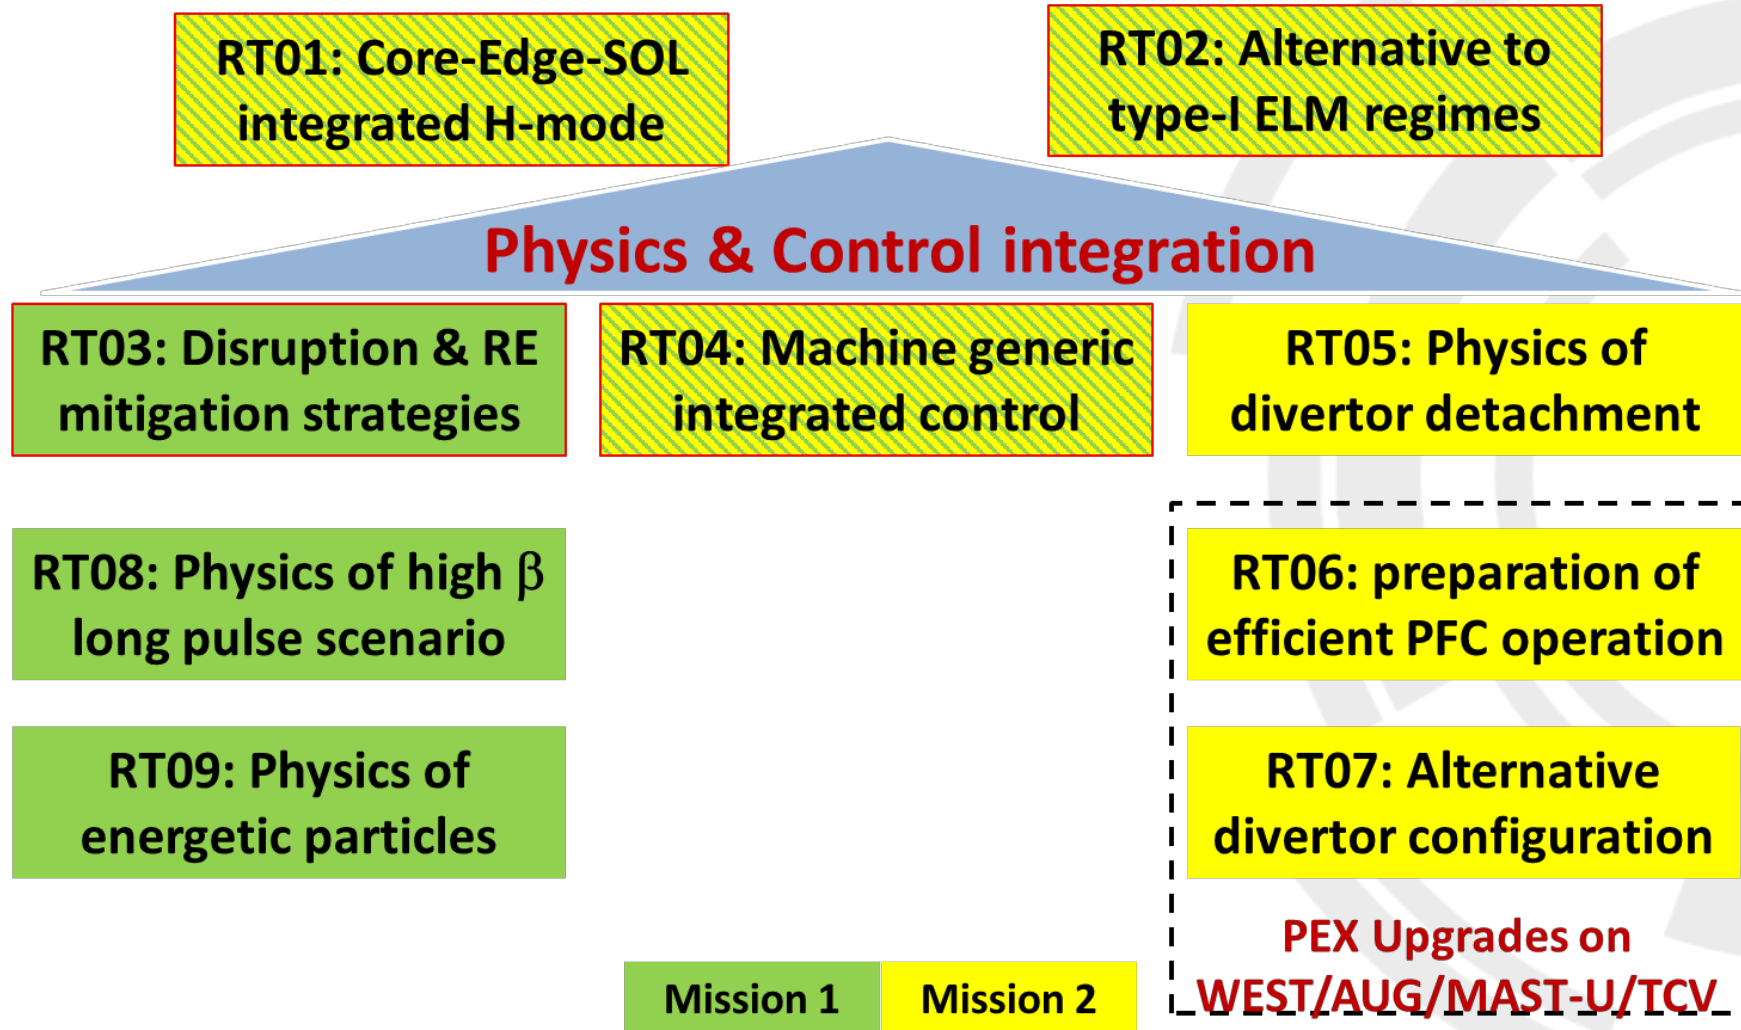 RT01: Core-Edge-SOL
integrated H-mode
RT02: Alternative to
type-I ELM regimes
Physics & Control integration
RT03: Disruption & RE
mitigation strategies
RT04: Machine generic
integrated control
RT05: Physics of
divertor detachment
RT08: Physics of high β
long pulse scenario
RT06: preparation of
efficient PFC operation
RT09: Physics of
energetic particles
RT07: Alternative
divertor configuration
PEX Upgrades on
WEST/AUG/MAST-U/TCV
Mission 1
Mission 2